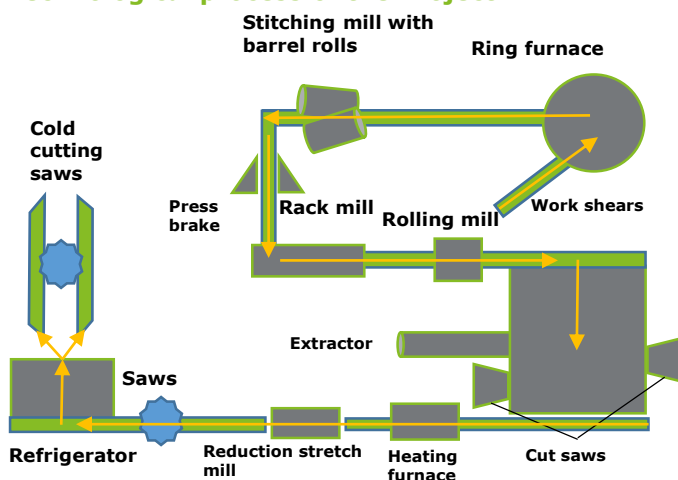 Stitching mill with
barrel rolls
Ring furnace
Cold
cutting
saws
Press
brake
Rack mill
Rolling mill
Work shears
Extractor
Saws
Refrigerator
Reduction stretch
mill
Heating
furnace
Cut saws